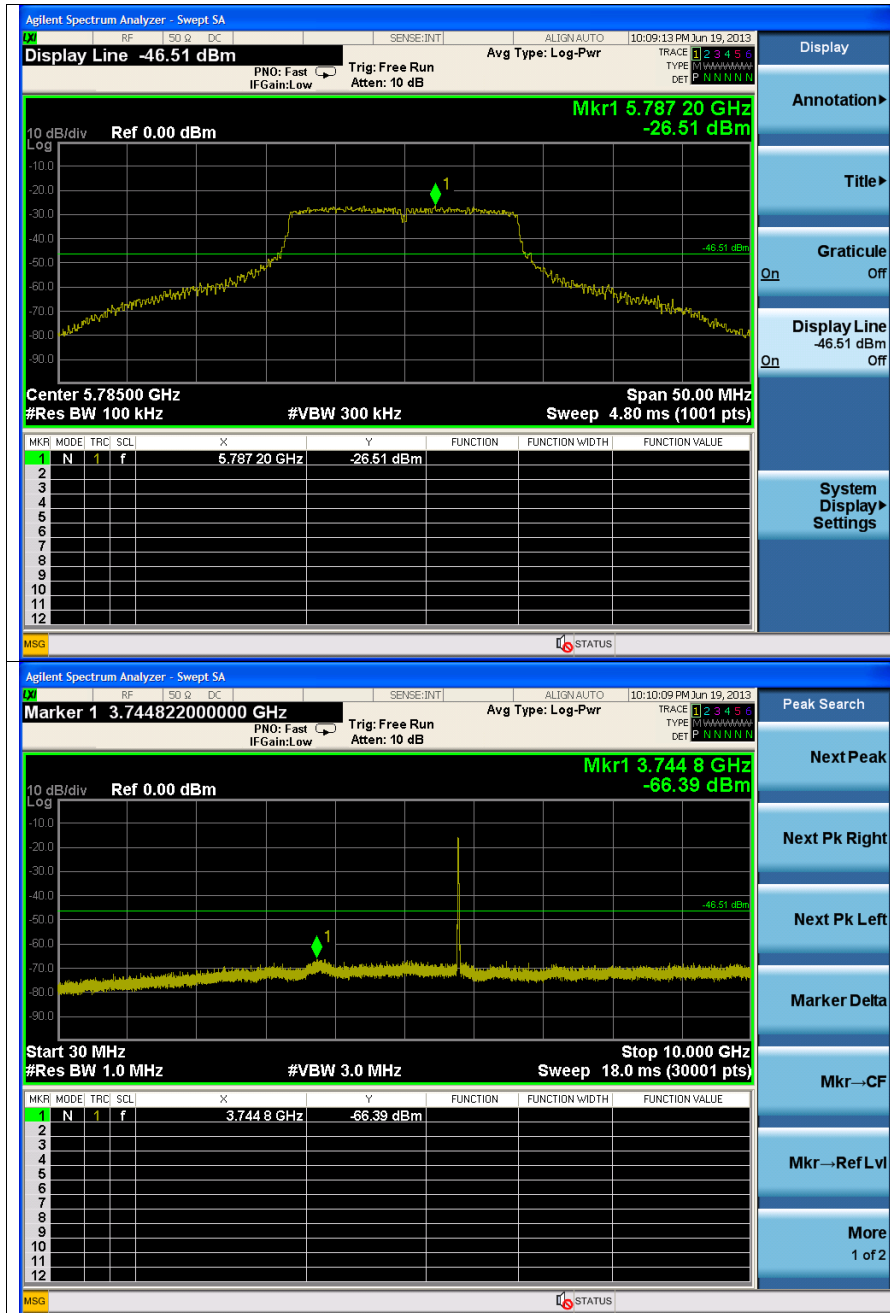 Agilent Spectrum Analyzer - Swept SA
LXI RF 50 Ω DC SENSE:INT ALIGN AUTO 10:09:13 PM Jun 19, 2013
Display Line -46.51 dBm
PNO: Fast
IFGain:Low
Trig: Free Run
Atten: 10 dB
Avg Type: Log-Pwr
TRACE 1 2 3 4 5 6
TYPE M W W W W W
DET P N N N N N
Mkr1 5.787 20 GHz
-26.51 dBm
10 dB/div Ref 0.00 dBm
Log
-10.0
-20.0
-30.0
-40.0
-50.0
-60.0
-70.0
-80.0
-90.0
1
-46.51 dBm
Center 5.78500 GHz Span 50.00 MHz
#Res BW 100 kHz #VBW 300 kHz Sweep 4.80 ms (1001 pts)
MKR MODE TRC SCL X Y FUNCTION FUNCTION WIDTH FUNCTION VALUE
1 N 1 f 5.787 20 GHz -26.51 dBm
2
3
4
5
6
7
8
9
10
11
12
MSG STATUS
Display
Annotation
Title
Graticule
On Off
Display Line
-46.51 dBm
On Off
System
Display
Settings
Agilent Spectrum Analyzer - Swept SA
LXI RF 50 Ω DC SENSE:INT ALIGN AUTO 10:10:09 PM Jun 19, 2013
Marker 1 3.744822000000 GHz
PNO: Fast
IFGain:Low
Trig: Free Run
Atten: 10 dB
Avg Type: Log-Pwr
TRACE 1 2 3 4 5 6
TYPE M W W W W W
DET P N N N N N
Mkr1 3.744 8 GHz
-66.39 dBm
10 dB/div Ref 0.00 dBm
Log
-10.0
-20.0
-30.0
-40.0
-50.0
-60.0
-70.0
-80.0
-90.0
1
-46.51 dBm
Start 30 MHz Stop 10.000 GHz
#Res BW 1.0 MHz #VBW 3.0 MHz Sweep 18.0 ms (30001 pts)
MKR MODE TRC SCL X Y FUNCTION FUNCTION WIDTH FUNCTION VALUE
1 N 1 f 3.744 8 GHz -66.39 dBm
2
3
4
5
6
7
8
9
10
11
12
MSG STATUS
Peak Search
Next Peak
Next Pk Right
Next Pk Left
Marker Delta
Mkr→CF
Mkr→Ref Lvl
More
1 of 2